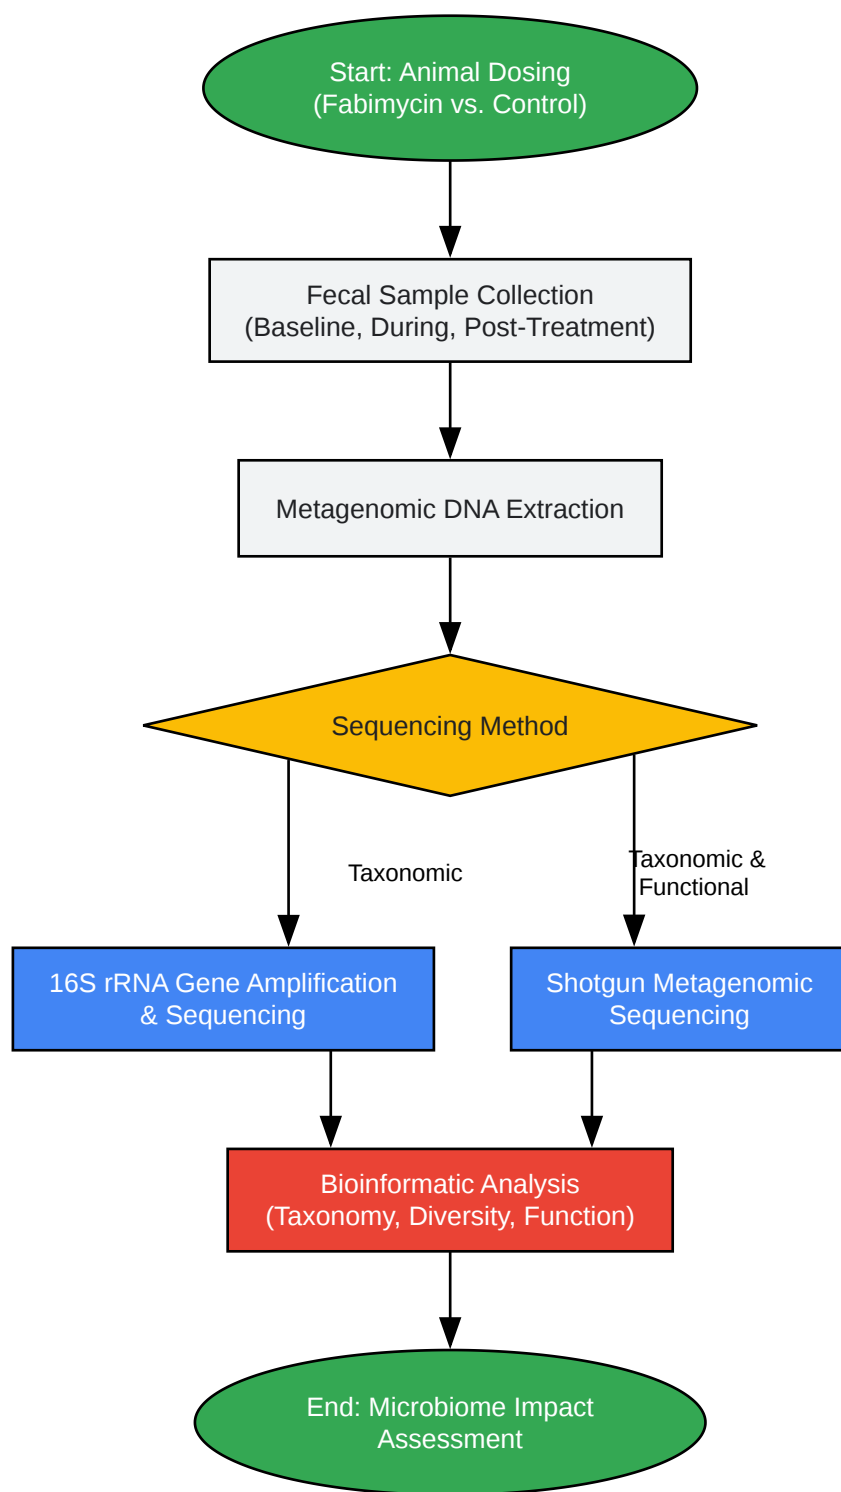 Start: Animal Dosing
(Fabimycin vs. Control)
Fecal Sample Collection
(Baseline, During, Post-Treatment)
Metagenomic DNA Extraction
Sequencing Method
Taxonomic
Taxonomic &
Functional
16S rRNA Gene Amplification
& Sequencing
Shotgun Metagenomic
Sequencing
Bioinformatic Analysis
(Taxonomy, Diversity, Function)
End: Microbiome Impact
Assessment